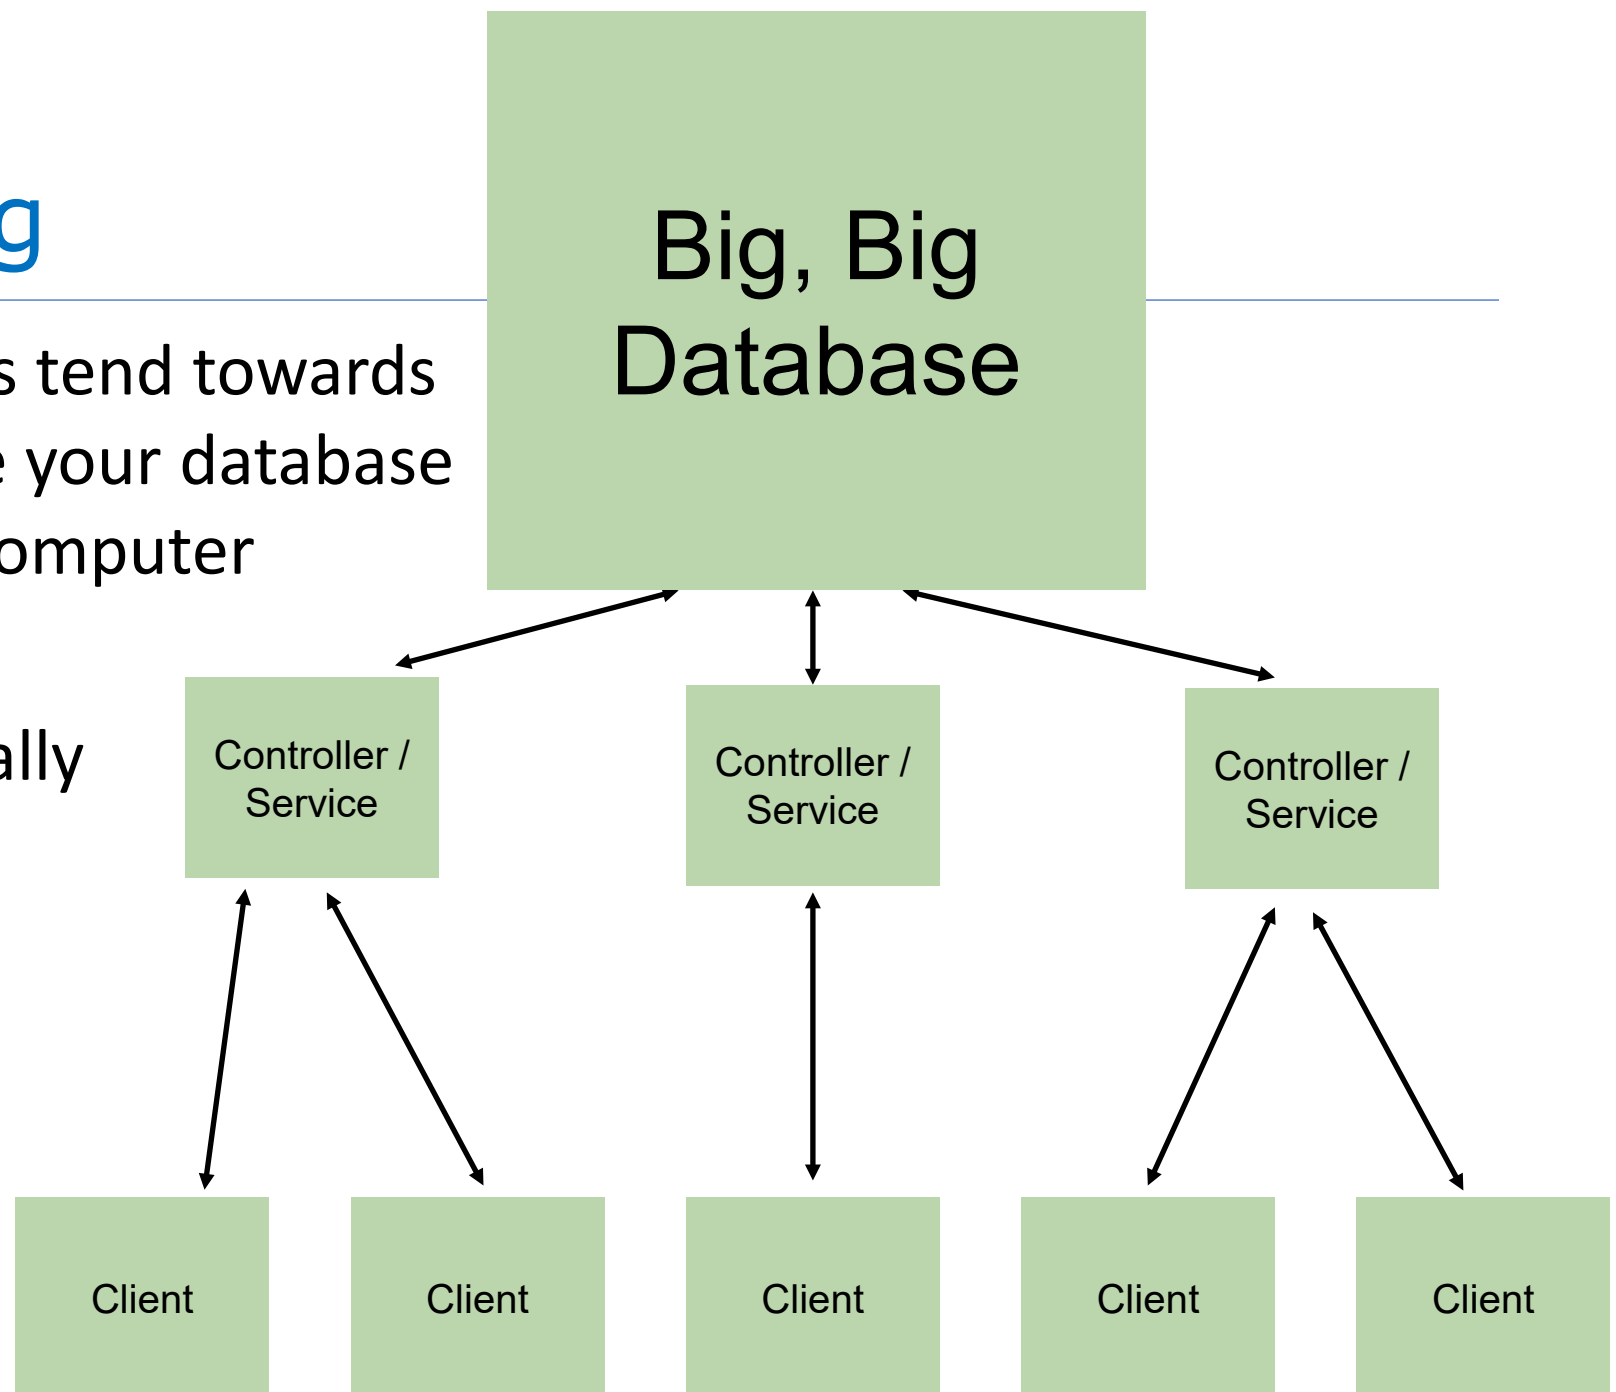 g
s tend towards
e your database
omputer
ally
Big, Big
Database
Controller /
Service
Controller /
Service
Controller /
Service
Client
Client
Client
Client
Client